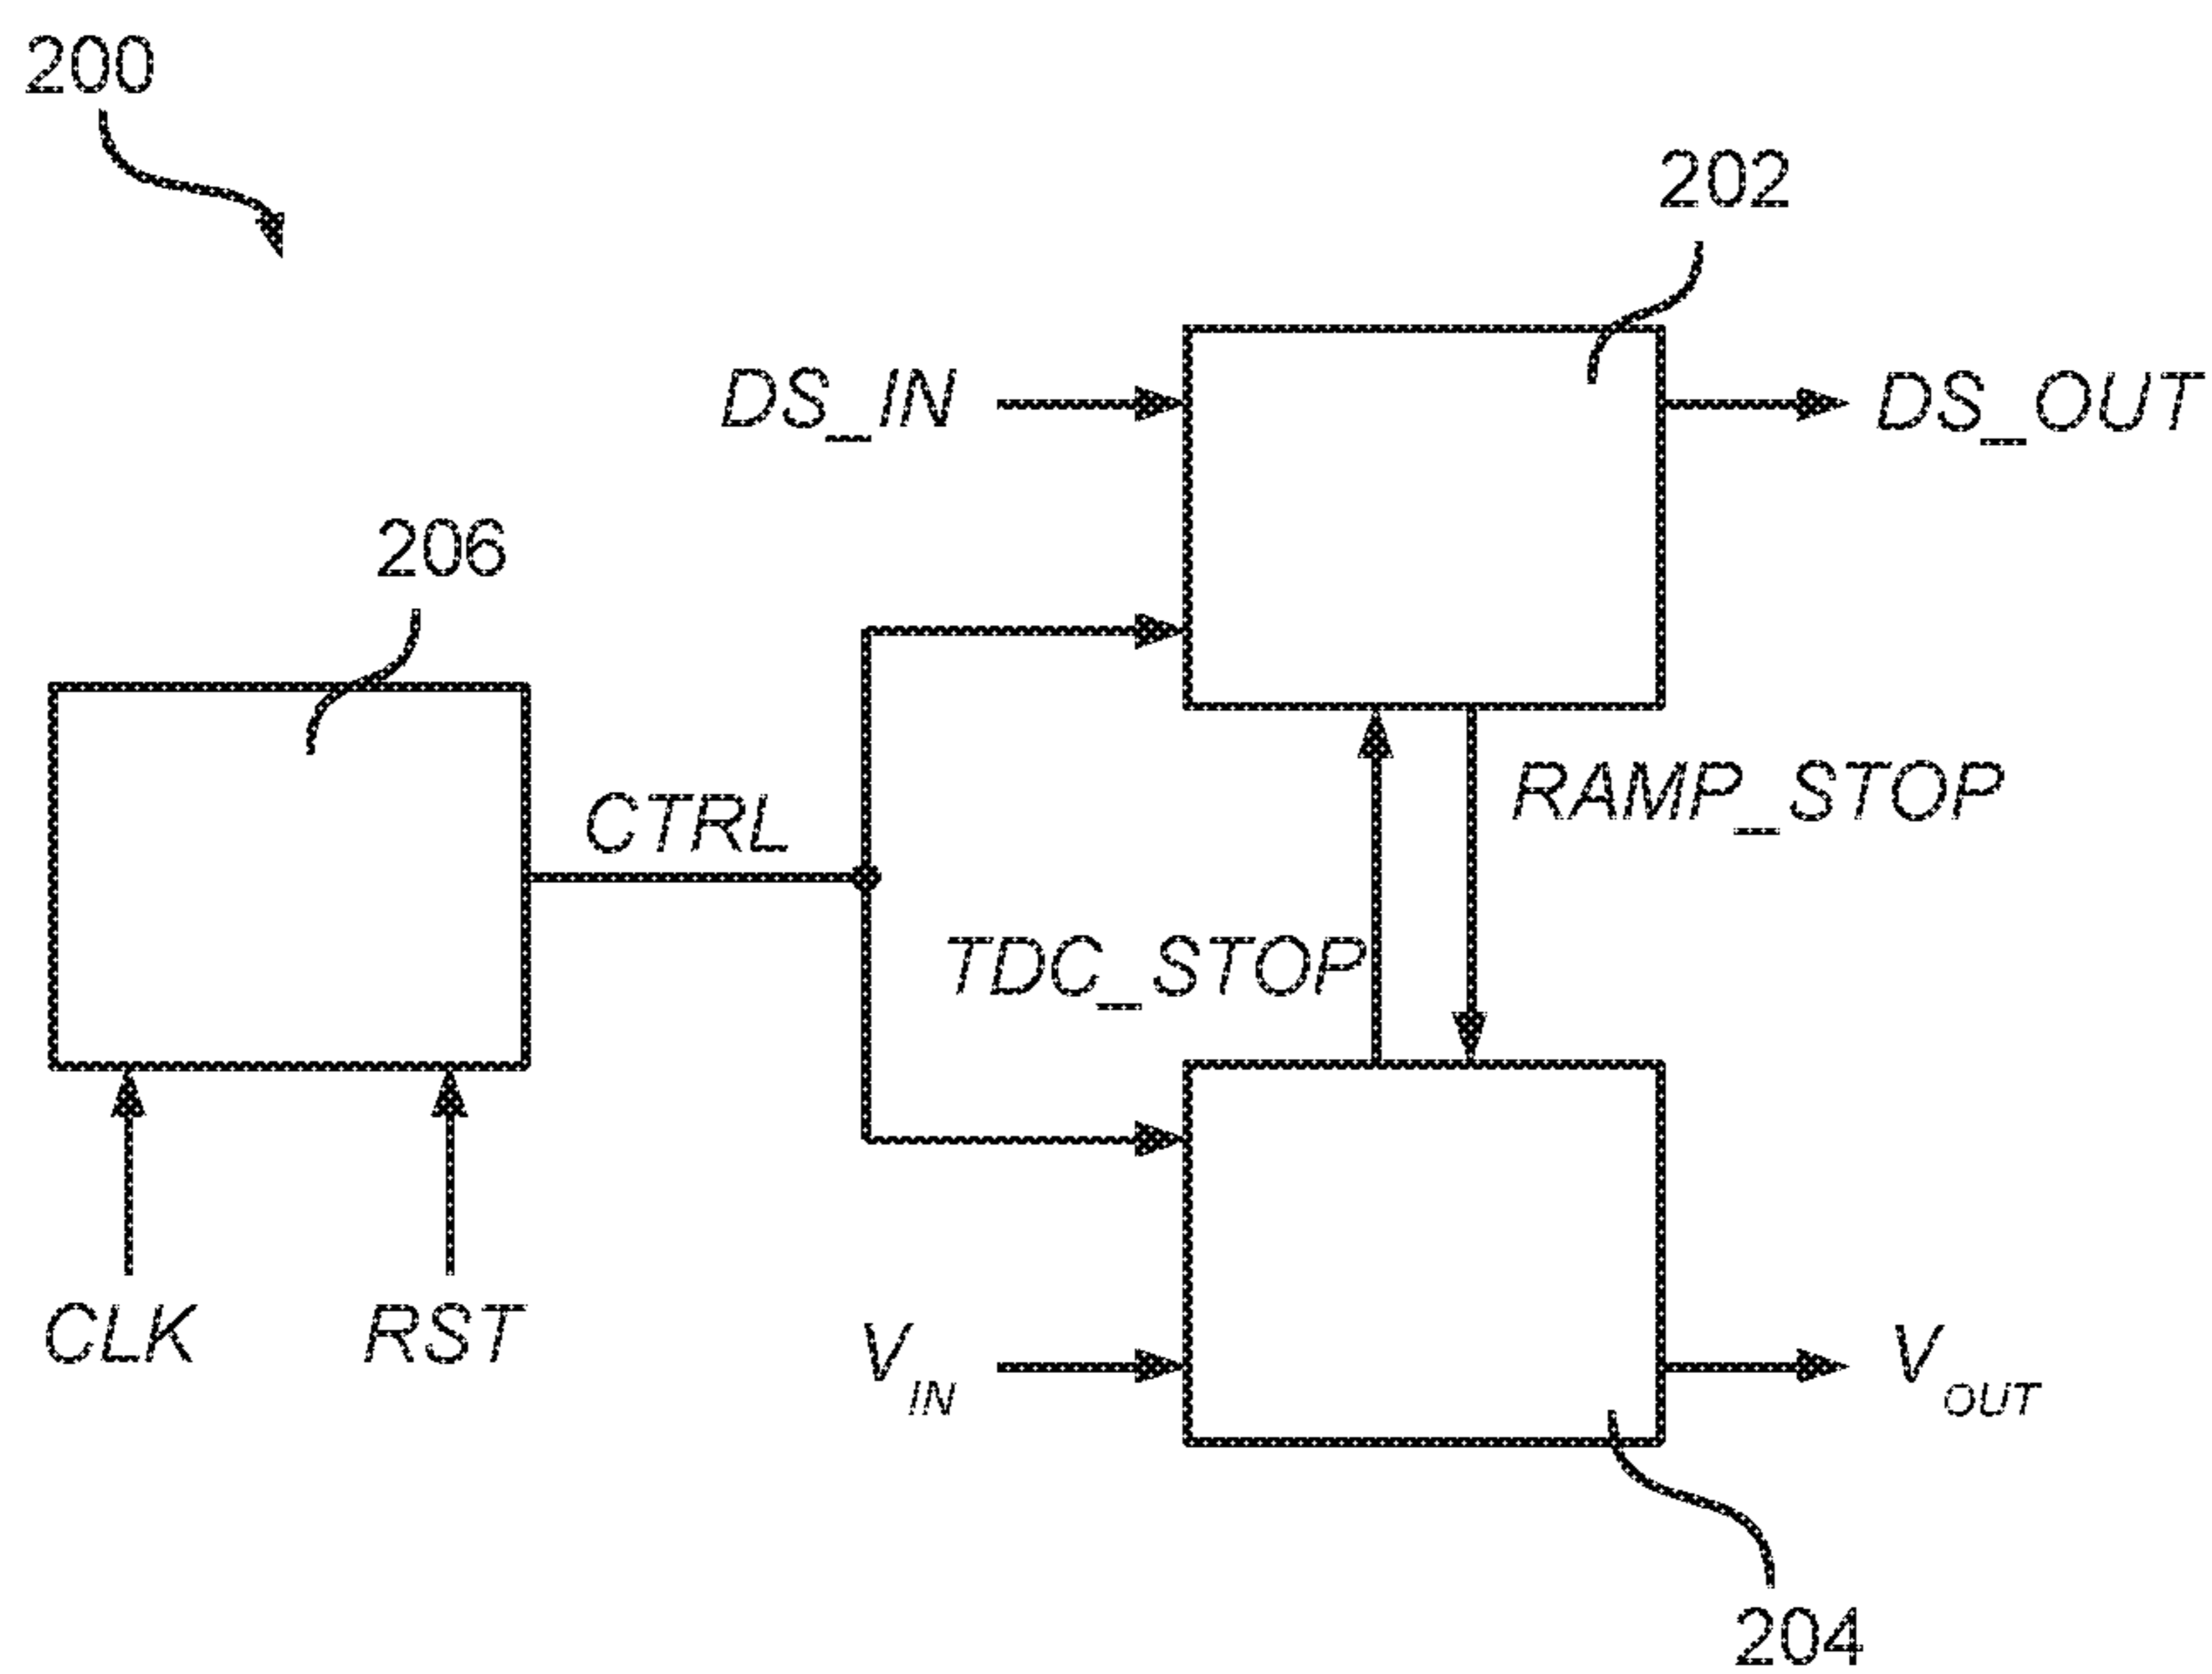 200
202
DS_IN
DS_OUT
206
RAMP_STOP
CTRL
TDC_STOP
CLK
RST
V_IN
V_OUT
204